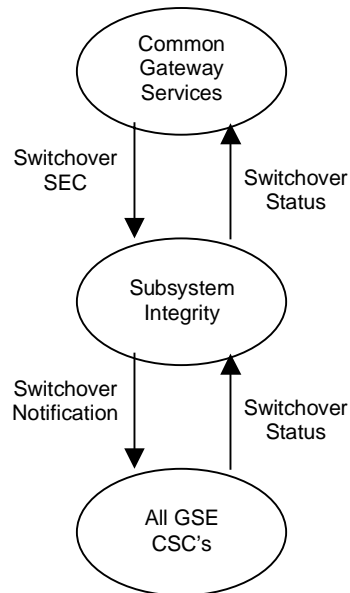 Common
Gateway
Services
Switchover
SEC
Switchover
Status
Subsystem
Integrity
Switchover
Notification
Switchover
Status
All GSE
CSC's